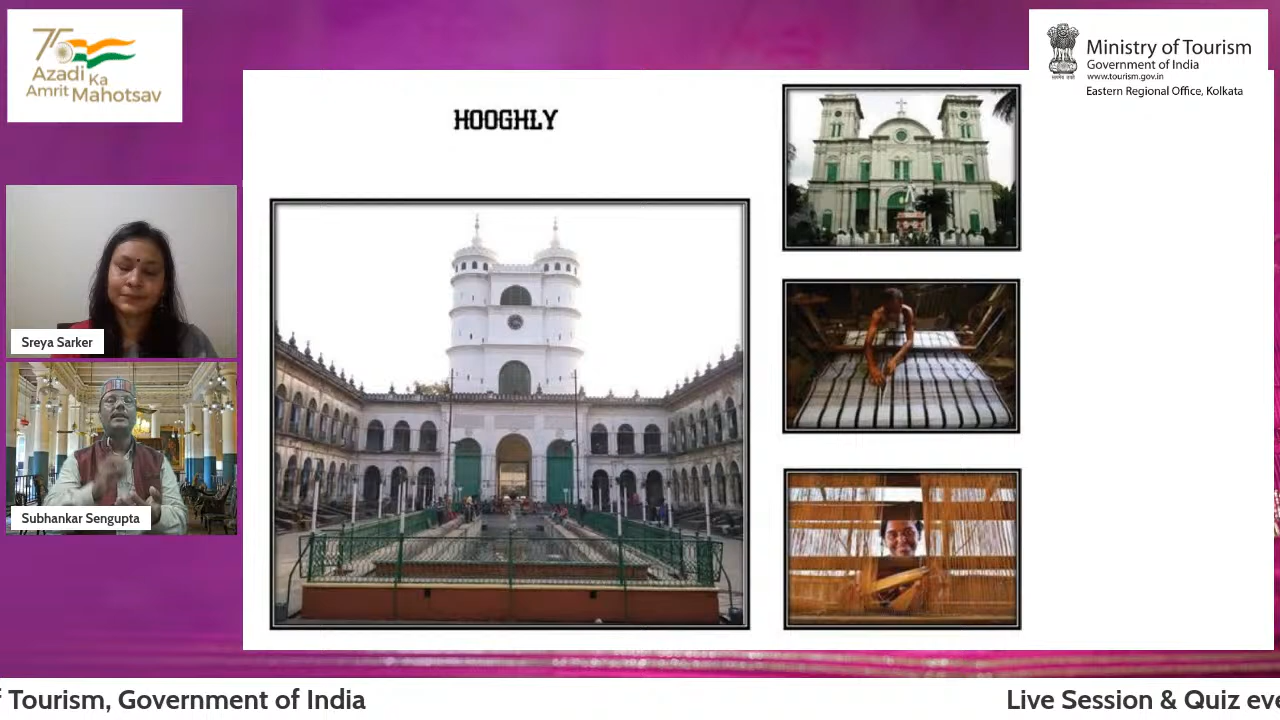 75
Azadi Ka
Amrit Mahotsav
Ministry of Tourism
Government of India
www.tourism.gov.in
Eastern Regional Office, Kolkata
HOOGHLY
Sreya Sarker
Subhankar Sengupta
Tourism, Government of India
Live Session & Quiz eve